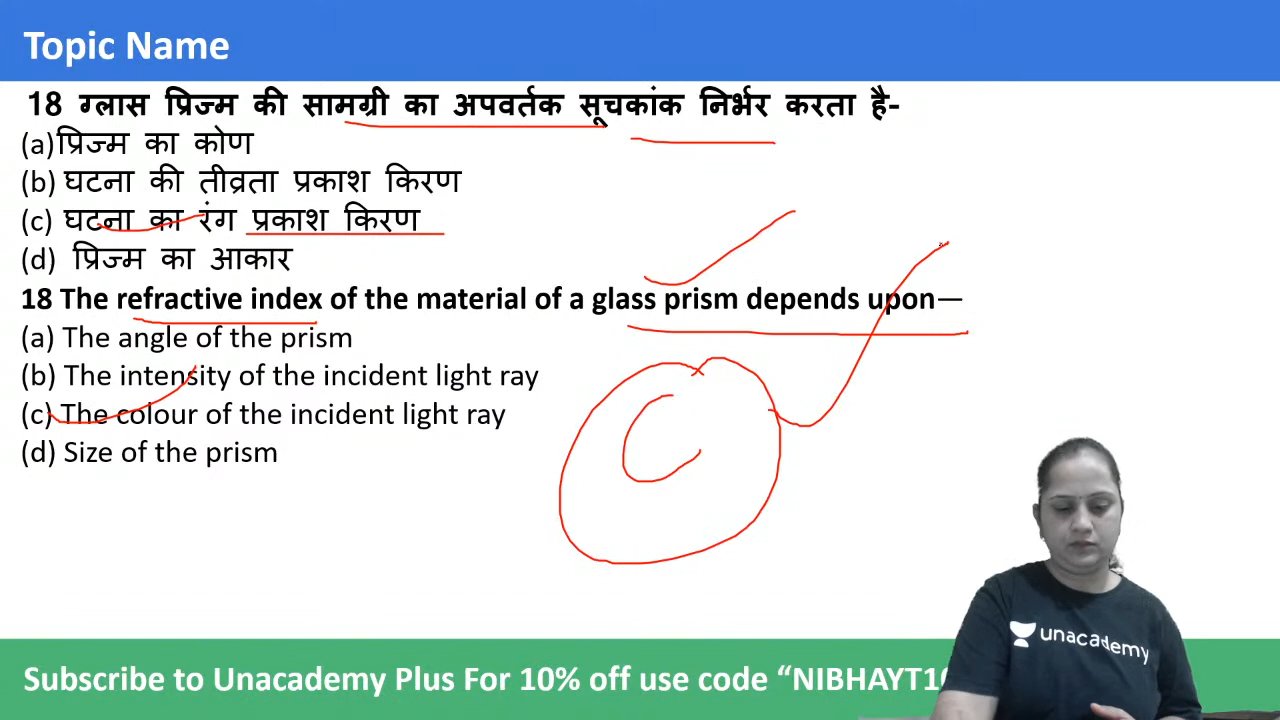 Topic Name
18 ग्लास प्रिज्म की सामग्री का अपवर्तक सूचकांक निर्भर करता है-
(a)प्रिज्म का कोण
(b) घटना की तीव्रता प्रकाश किरण
(c) घटना का रंग प्रकाश किरण
(d) प्रिज्म का आकार
18 The refractive index of the material of a glass prism depends upon—
(a) The angle of the prism
(b) The intensity of the incident light ray
(c) The colour of the incident light ray
(d) Size of the prism
C
unacademy
Subscribe to Unacademy Plus For 10% off use code “NIBHAYT1